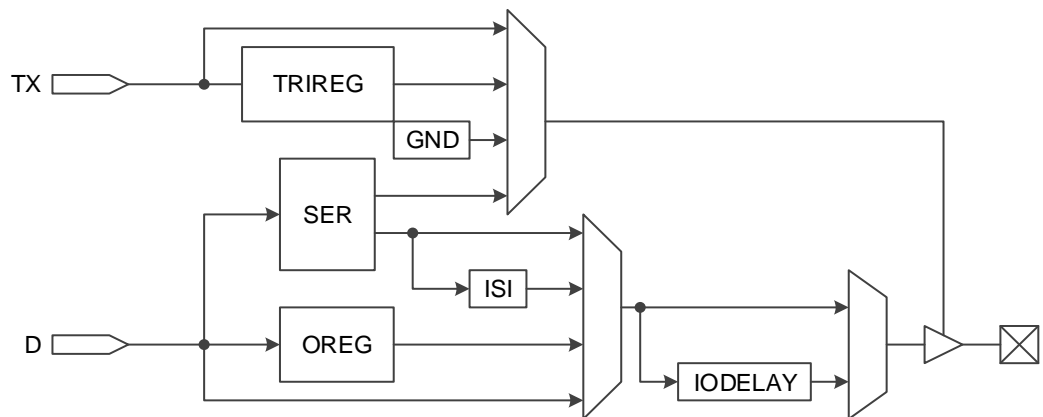 TX
TRIREG
GND
SER
ISI
D
OREG
IODELAY